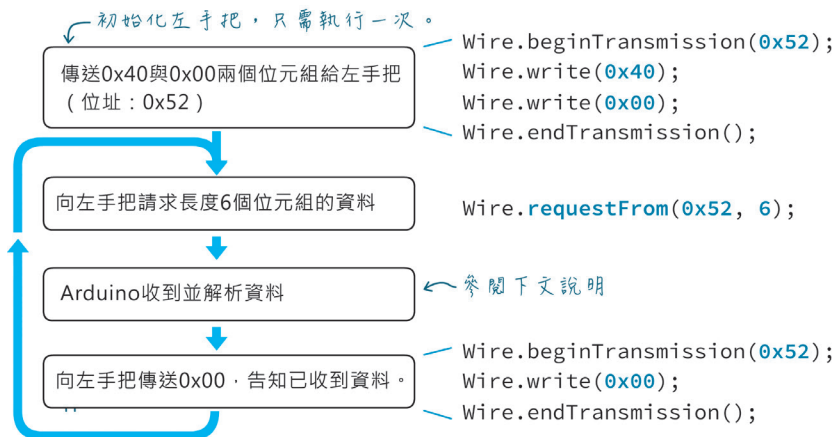 初始化左手把，只需執行一次。
傳送0x40與0x00兩個位元組給左手把
（位址：0x52）
Wire.beginTransmission(0x52);
Wire.write(0x40);
Wire.write(0x00);
Wire.endTransmission();
向左手把請求長度6個位元組的資料
Wire.requestFrom(0x52, 6);
Arduino收到並解析資料
參閱下文說明
向左手把傳送0x00，告知已收到資料。
Wire.beginTransmission(0x52);
Wire.write(0x00);
Wire.endTransmission();